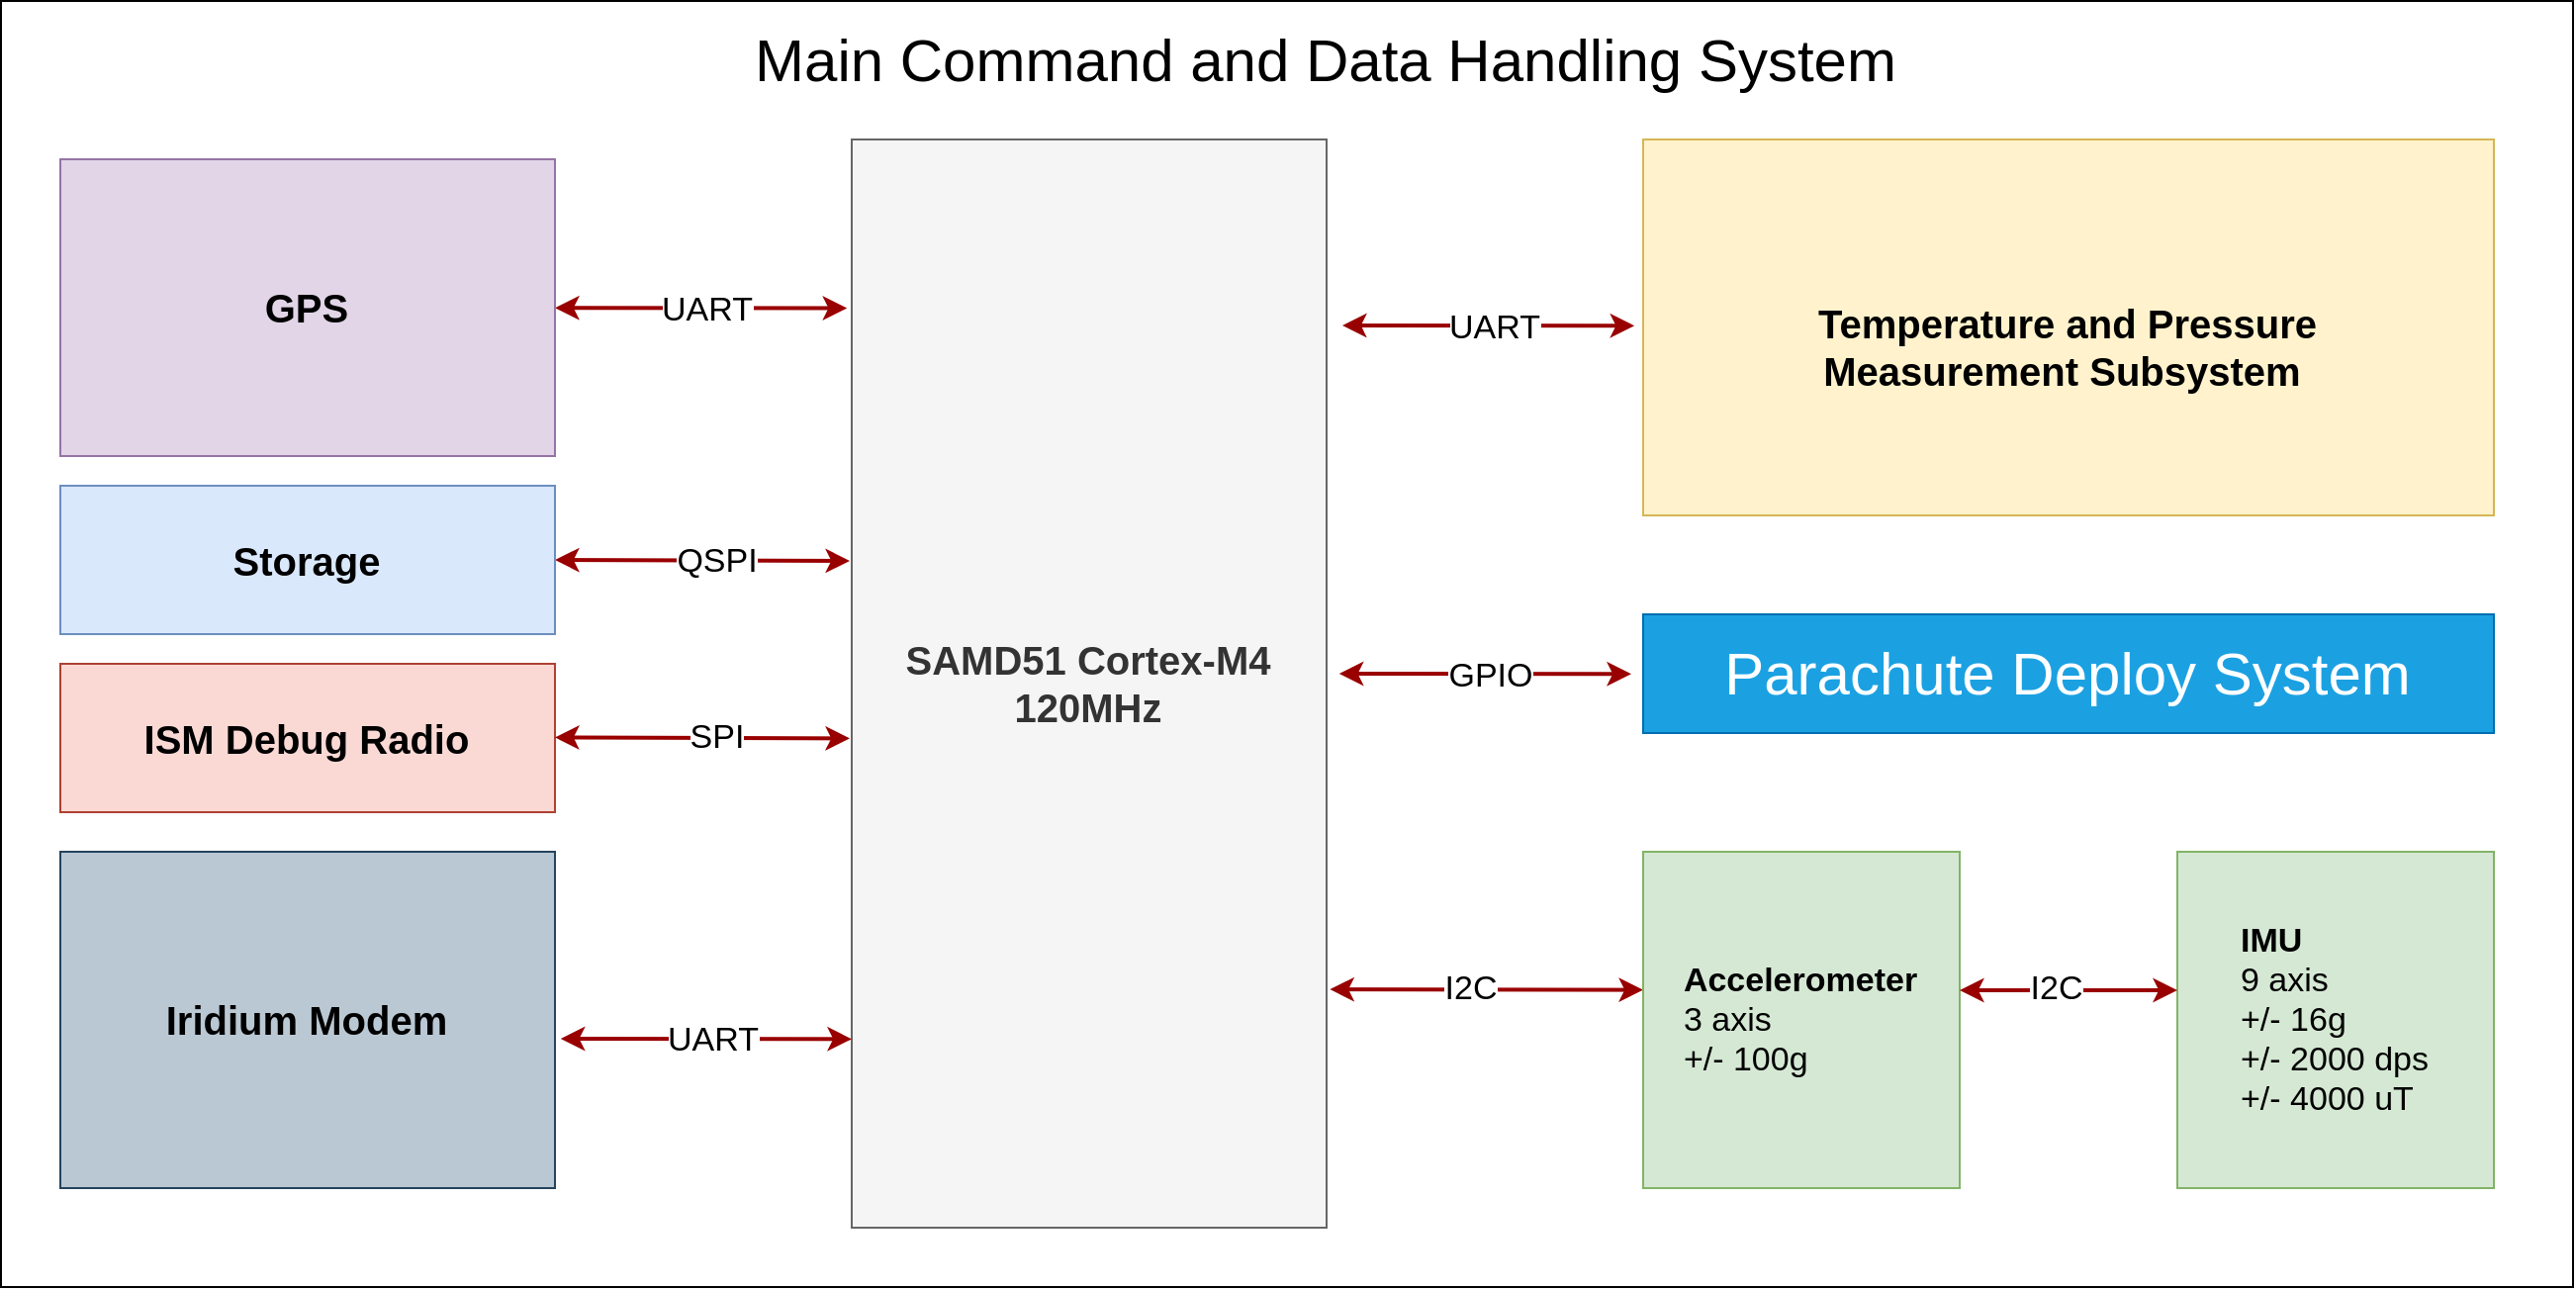 Main Command and Data Handling System
GPS
UART
Storage
QSPI
ISM Debug Radio
SPI
Iridium Modem
UART
SAMD51 Cortex-M4
120MHz
UART
Temperature and Pressure
Measurement Subsystem
GPIO
Parachute Deploy System
I2C
Accelerometer
3 axis
+/- 100g
I2C
IMU
9 axis
+/- 16g
+/- 2000 dps
+/- 4000 uT